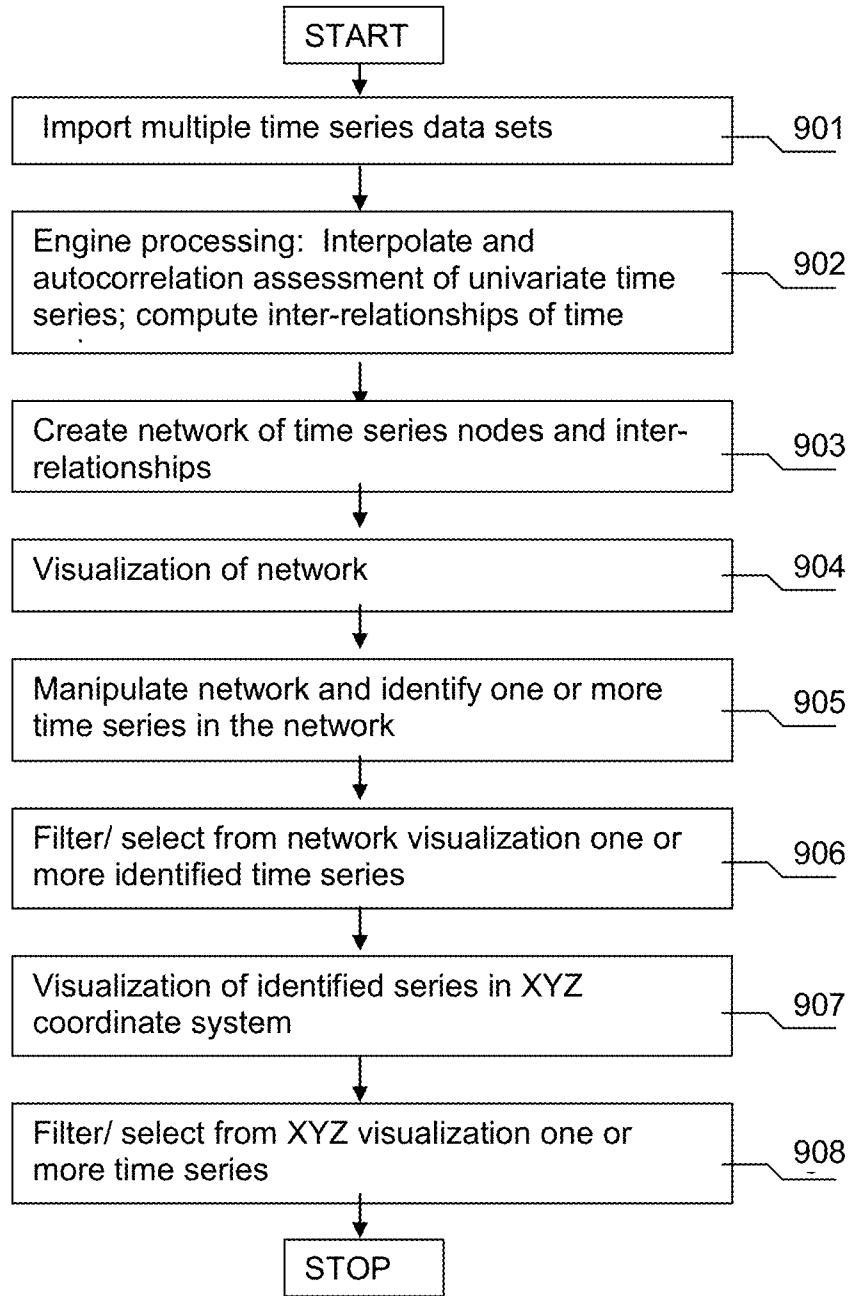 START
Import multiple time series data sets
901
Engine processing: Interpolate and
autocorrelation assessment of univariate time
series; compute inter-relationships of time
902
Create network of time series nodes and inter-
relationships
903
Visualization of network
904
Manipulate network and identify one or more
time series in the network
905
Filter/ select from network visualization one or
more identified time series
906
Visualization of identified series in XYZ
coordinate system
907
Filter/ select from XYZ visualization one or
more time series
908
STOP